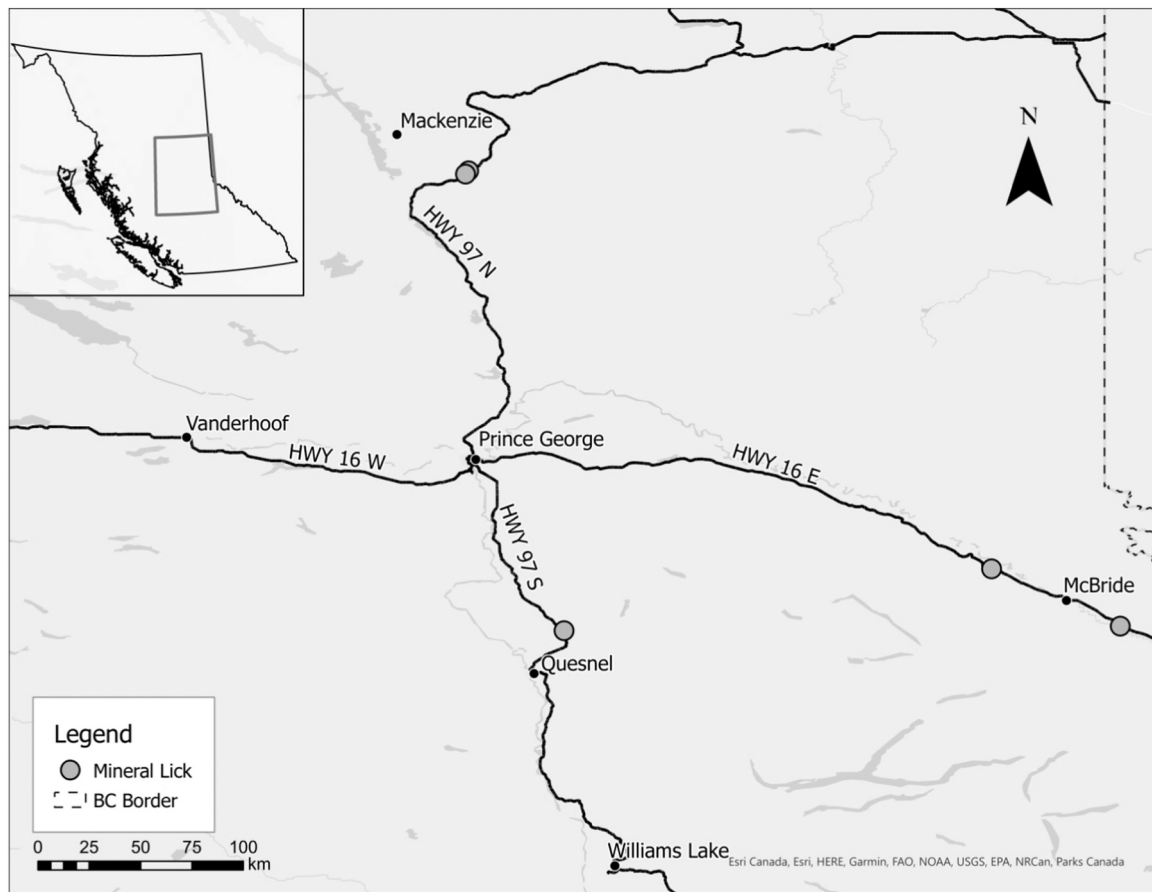 Mackenzie
N
HWY 97 N
Vanderhoof
Prince George
HWY 16 W
HWY 16 E
HWY 97 S
McBride
Quesnel
Legend
Mineral Lick
BC Border
0 25 50 75 100
km
Williams Lake
Esri Canada, Esri, HERE, Garmin, FAO, NOAA, USGS, EPA, NRCan, Parks Canada